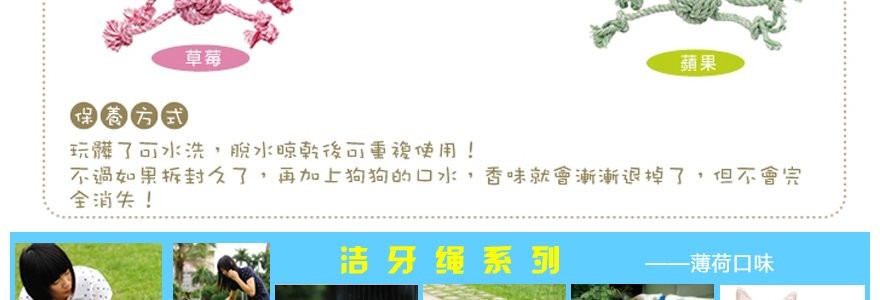 草莓
蘋果
保養方式
玩髒了可水洗，脫水晾乾後可重複使用！
不過如果拆封久了，再加上狗狗的口水，香味就會漸漸退掉了，但不會完
全消失！
洁牙绳系列 ——薄荷口味